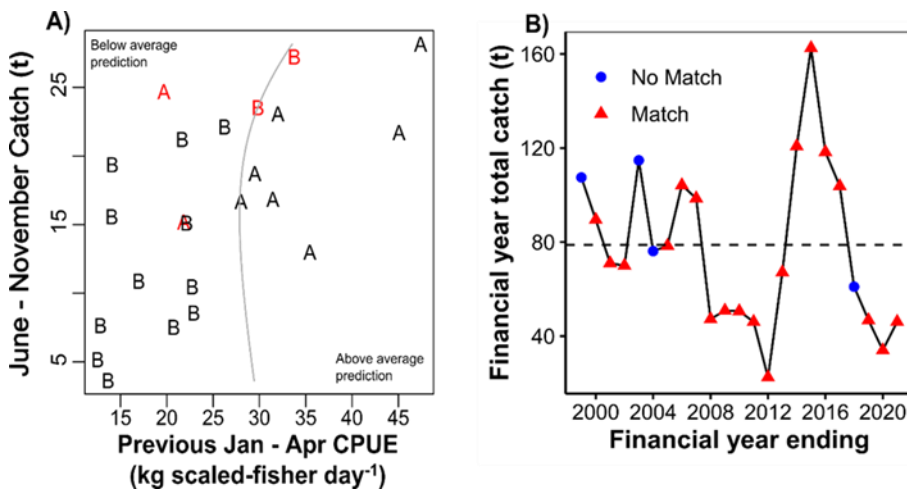 A)
Below average
prediction
A
B
A
B
A
B
B
A
B
A
A
A
B
A
B
A
B
B
B
B
B
B
B
B
Above average
prediction
25
15
5
June - November Catch (t)
15 20 25 30 35 40 45
Previous Jan - Apr CPUE
(kg scaled-fisher day⁻¹)
B)
No Match
Match
160
120
80
40
Financial year total catch (t)
2000 2004 2008 2012 2016 2020
Financial year ending